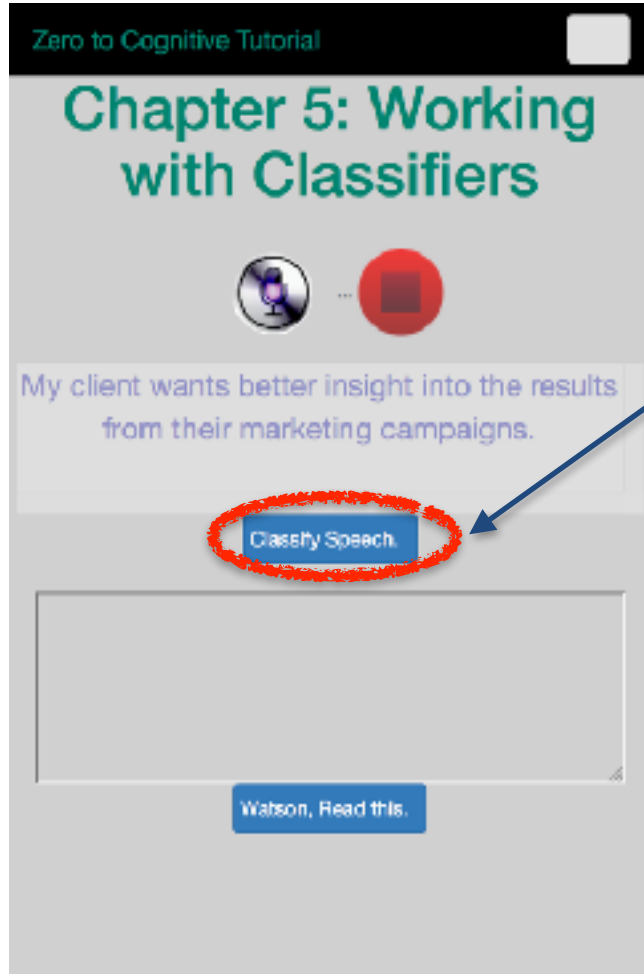 Zero to Cognitive Tutorial
Chapter 5: Working
with Classifiers
...
My client wants better insight into the results
from their marketing campaigns.
Classify Speech.
Watson, Read this.